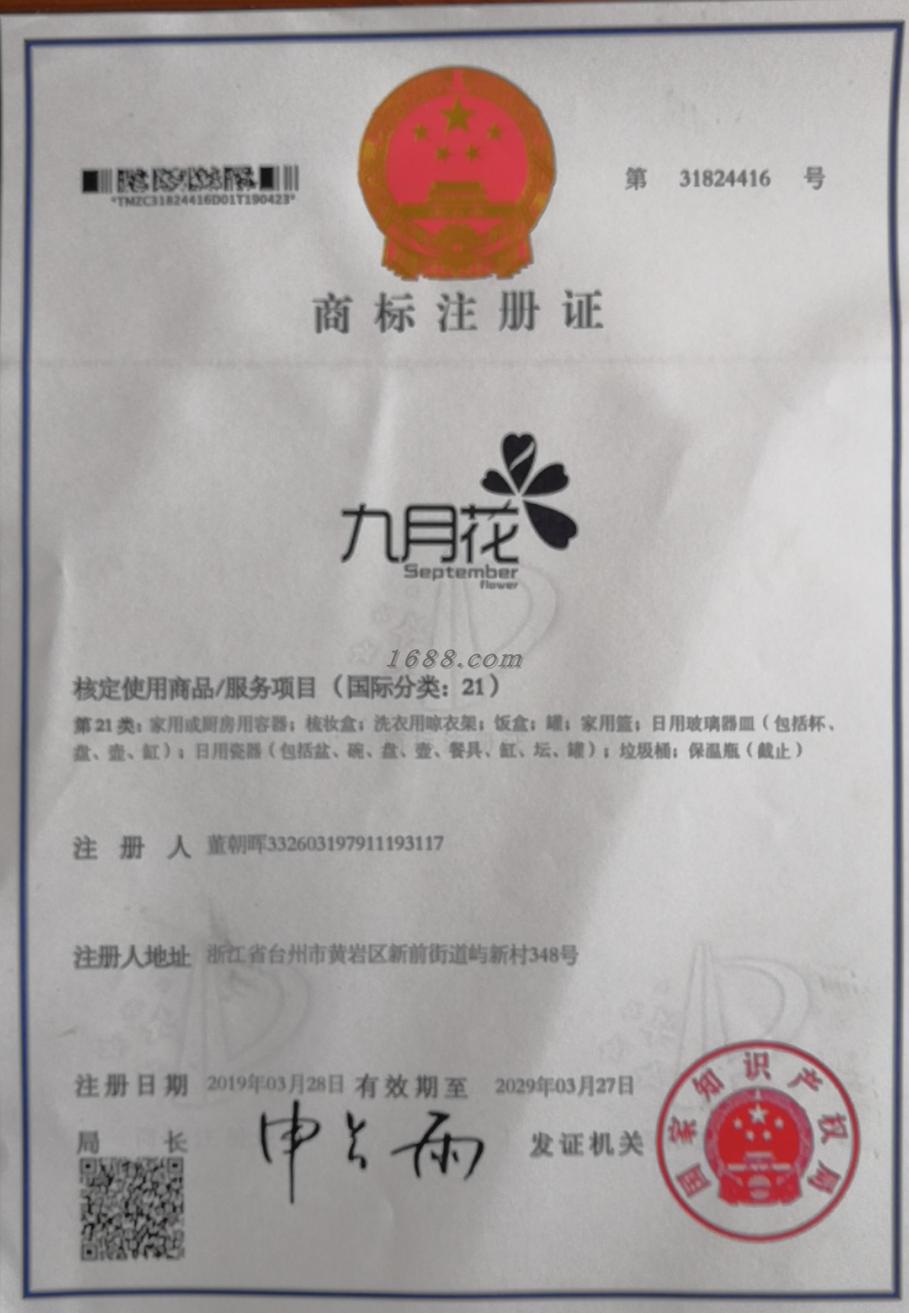 第 31824416 号
*TMZC31824416D01T190423*
商标注册证
九月花
September
flower
1688.com
核定使用商品/服务项目（国际分类：21）
第21类：家用或厨房用容器；梳妆盒；洗衣用晾衣架；饭盒；罐；家用篮；日用玻璃器皿（包括杯、
盘、壶、缸）；日用瓷器（包括盆、碗、盘、壶、餐具、缸、坛、罐）；垃圾桶；保温瓶（截止）
注册人 董朝晖332603197911193117
注册人地址 浙江省台州市黄岩区新前街道屿新村348号
注册日期 2019年03月28日 有效期至 2029年03月27日
局长 申长雨 发证机关
国家知识产权局